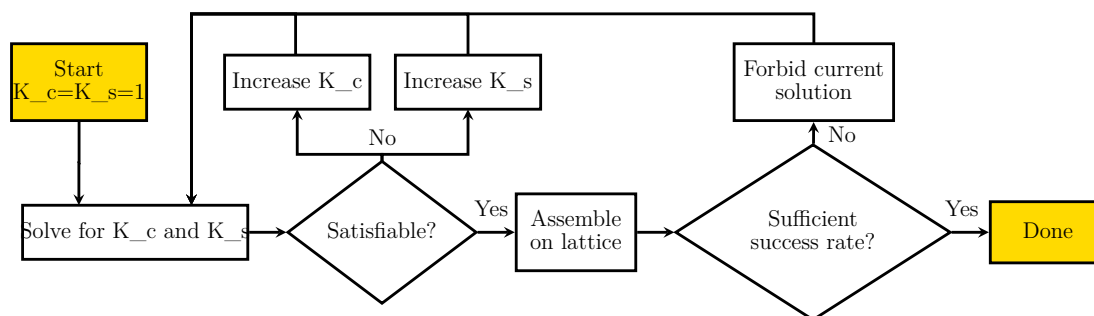 Start
K_c=K_s=1
Increase K_c
Increase K_s
Forbid current
solution
No
No
Solve for K_c and K_s
Satisfiable?
Yes
Assemble
on lattice
Sufficient
success rate?
Yes
Done